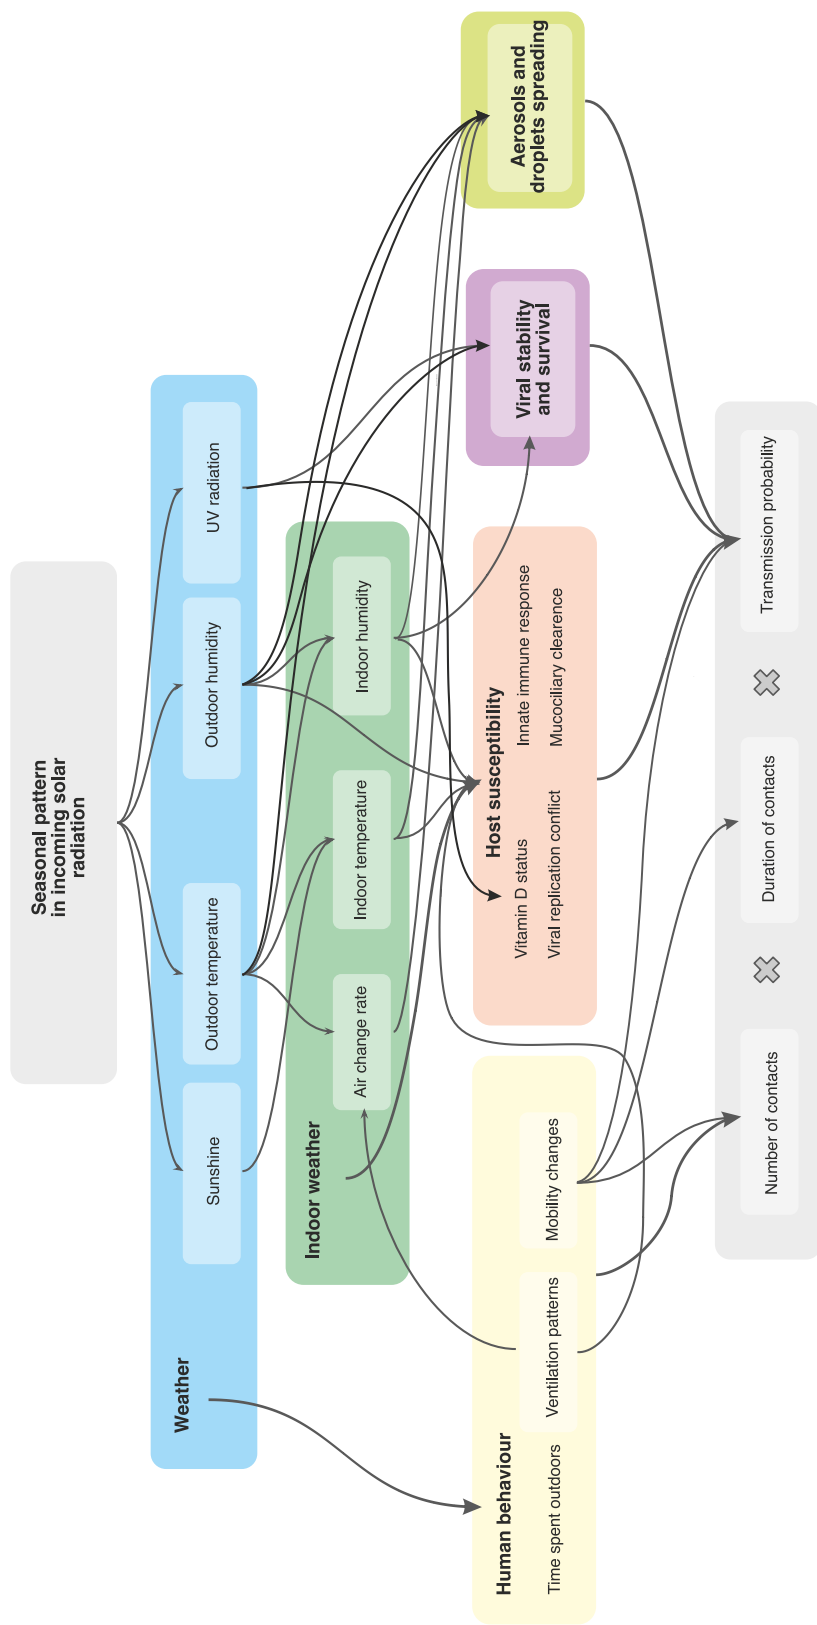 Seasonal pattern
in incoming solar
radiation
Weather
Sunshine
Outdoor temperature
Outdoor humidity
UV radiation
Indoor weather
Air change rate
Indoor temperature
Indoor humidity
Human behaviour
Time spent outdoors
Ventilation patterns
Mobility changes
Host susceptibility
Vitamin D status
Innate immune response
Viral replication conflict
Mucociliary clearence
Viral stability
and survival
Aerosols and
droplets spreading
Number of contacts
Duration of contacts
Transmission probability